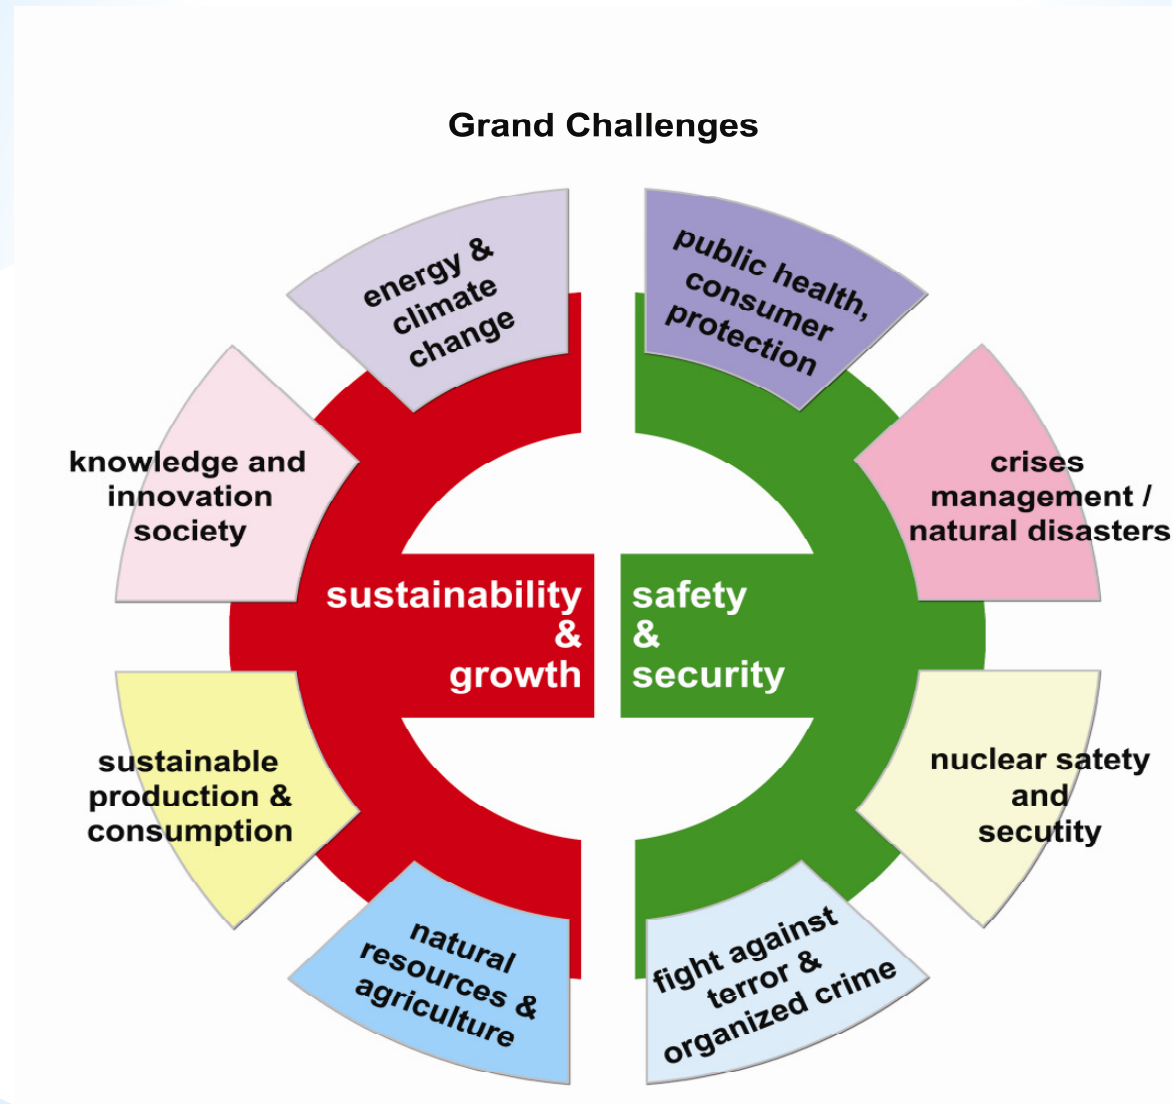 Grand Challenges
energy &
climate
change
public health,
consumer
protection
knowledge and
innovation
society
crises
management /
natural disasters
sustainability
&
growth
safety
&
security
sustainable
production &
consumption
nuclear satety
and
secutity
natural
resources &
agriculture
fight against
terror &
organized crime